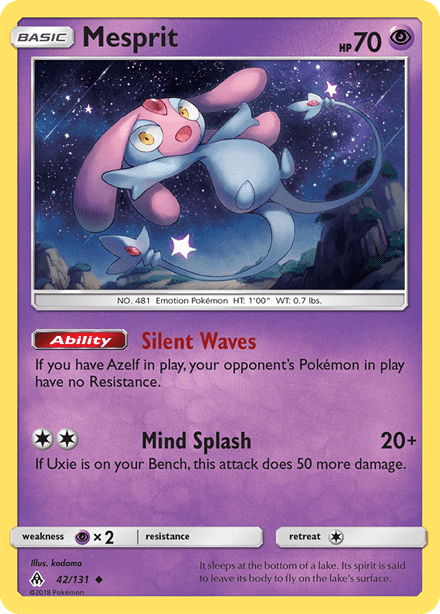 BASIC Mesprit HP 70
NO. 481 Emotion Pokémon HT: 1'00" WT: 0.7 lbs.
Ability Silent Waves
If you have Azelf in play, your opponent's Pokémon in play
have no Resistance.
Mind Splash 20+
If Uxie is on your Bench, this attack does 50 more damage.
weakness ×2 resistance retreat
Illus. kodama
42/131
©2018 Pokémon
It sleeps at the bottom of a lake. Its spirit is said
to leave its body to fly on the lake's surface.